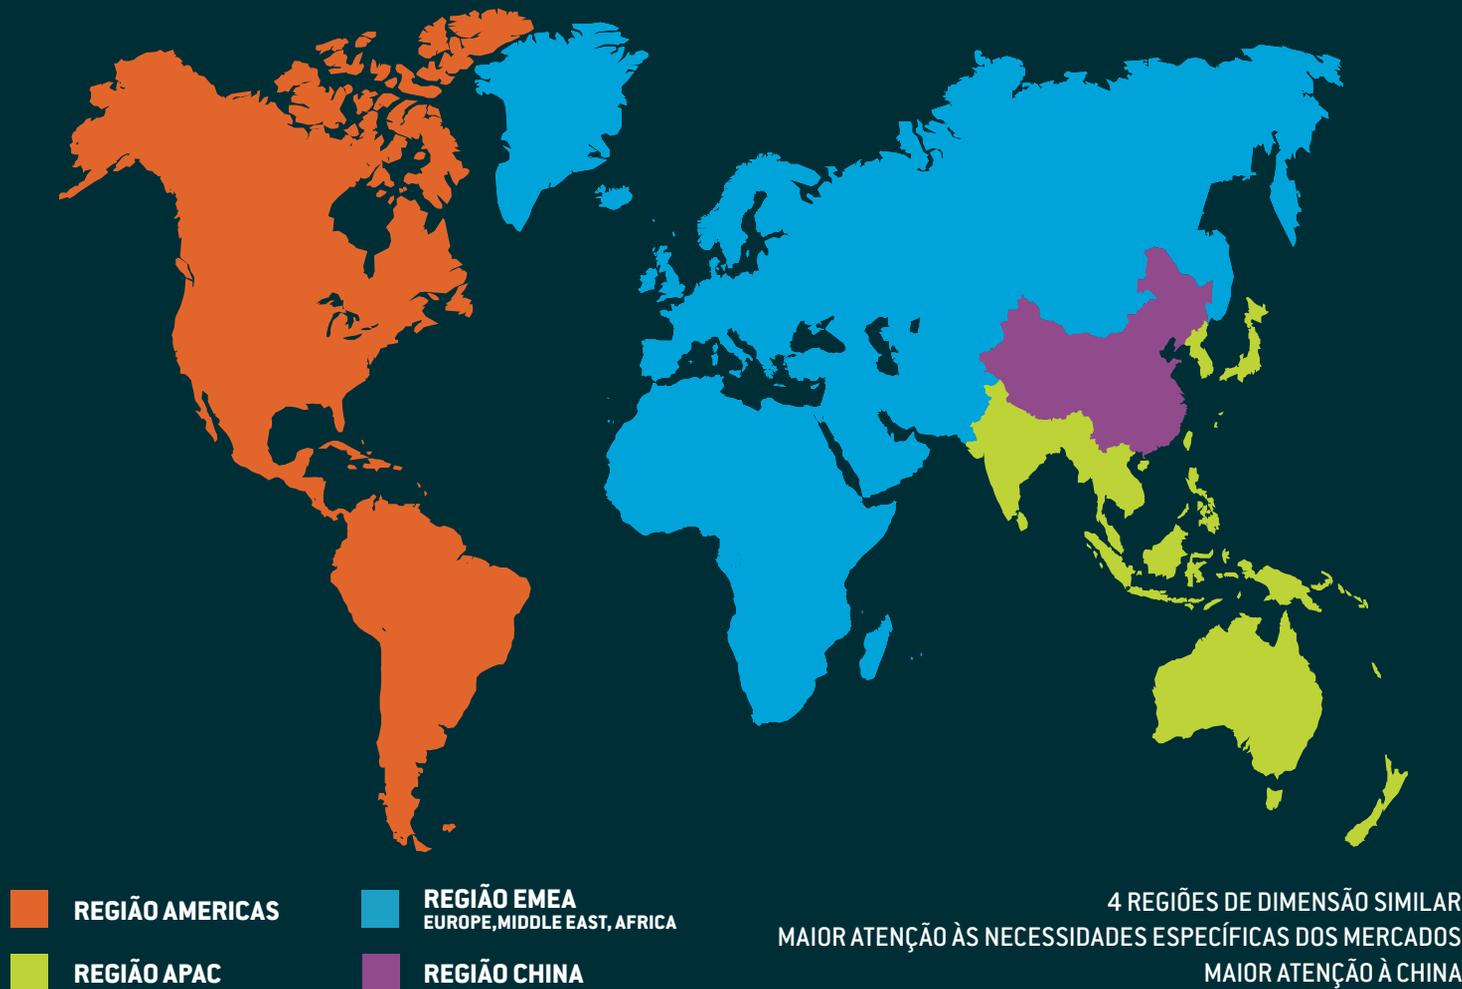 REGIÃO AMERICAS
REGIÃO EMEA
EUROPE,MIDDLE EAST, AFRICA
REGIÃO APAC
REGIÃO CHINA
4 REGIÕES DE DIMENSÃO SIMILAR
MAIOR ATENÇÃO ÀS NECESSIDADES ESPECÍFICAS DOS MERCADOS
MAIOR ATENÇÃO À CHINA